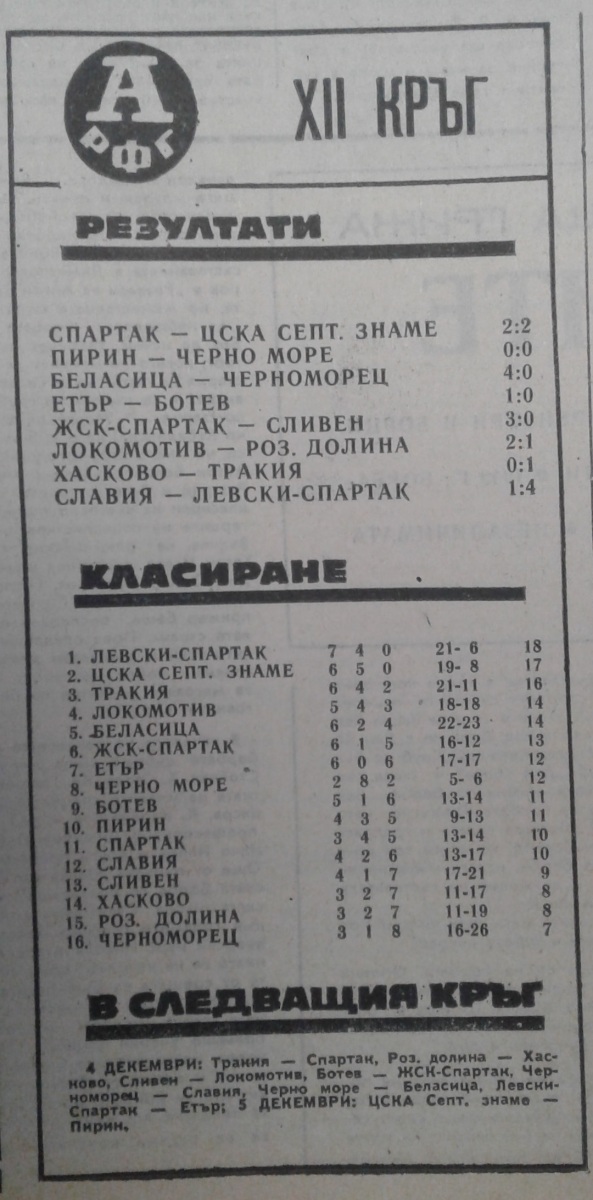 А
РФГ
XII КРЪГ
РЕЗУЛТАТИ
СПАРТАК — ЦСКА СЕПТ. ЗНАМЕ 2:2
ПИРИН — ЧЕРНО МОРЕ 0:0
БЕЛАСИЦА — ЧЕРНОМОРЕЦ 4:0
ЕТЪР — БОТЕВ 1:0
ЖСК-СПАРТАК — СЛИВЕН 3:0
ЛОКОМОТИВ — РОЗ. ДОЛИНА 2:1
ХАСКОВО — ТРАКИЯ 0:1
СЛАВИЯ — ЛЕВСКИ-СПАРТАК 1:4
КЛАСИРАНЕ
1. ЛЕВСКИ-СПАРТАК 7 4 0 21- 6 18
2. ЦСКА СЕПТ. ЗНАМЕ 6 5 0 19- 8 17
3. ТРАКИЯ 6 4 2 21-11 16
4. ЛОКОМОТИВ 5 4 3 18-18 14
5. БЕЛАСИЦА 6 2 4 22-23 14
6. ЖСК-СПАРТАК 6 1 5 16-12 13
7. ЕТЪР 6 0 6 17-17 12
8. ЧЕРНО МОРЕ 2 8 2 5- 6 12
9. БОТЕВ 5 1 6 13-14 11
10. ПИРИН 4 3 5 9-13 11
11. СПАРТАК 3 4 5 13-14 10
12. СЛАВИЯ 4 2 6 13-17 10
13. СЛИВЕН 4 1 7 17-21 9
14. ХАСКОВО 3 2 7 11-17 8
15. РОЗ. ДОЛИНА 3 2 7 11-19 8
16. ЧЕРНОМОРЕЦ 3 1 8 16-26 7
В СЛЕДВАЩИЯ КРЪГ
4 ДЕКЕМВРИ: Тракия — Спартак, Роз. долина — Хас-
ково, Сливен — Локомотив, Ботев — ЖСК-Спартак, Чер-
номорец — Славия, Черно море — Беласица, Левски-
Спартак — Етър; 5 ДЕКЕМВРИ: ЦСКА Септ. знаме —
Пирин.